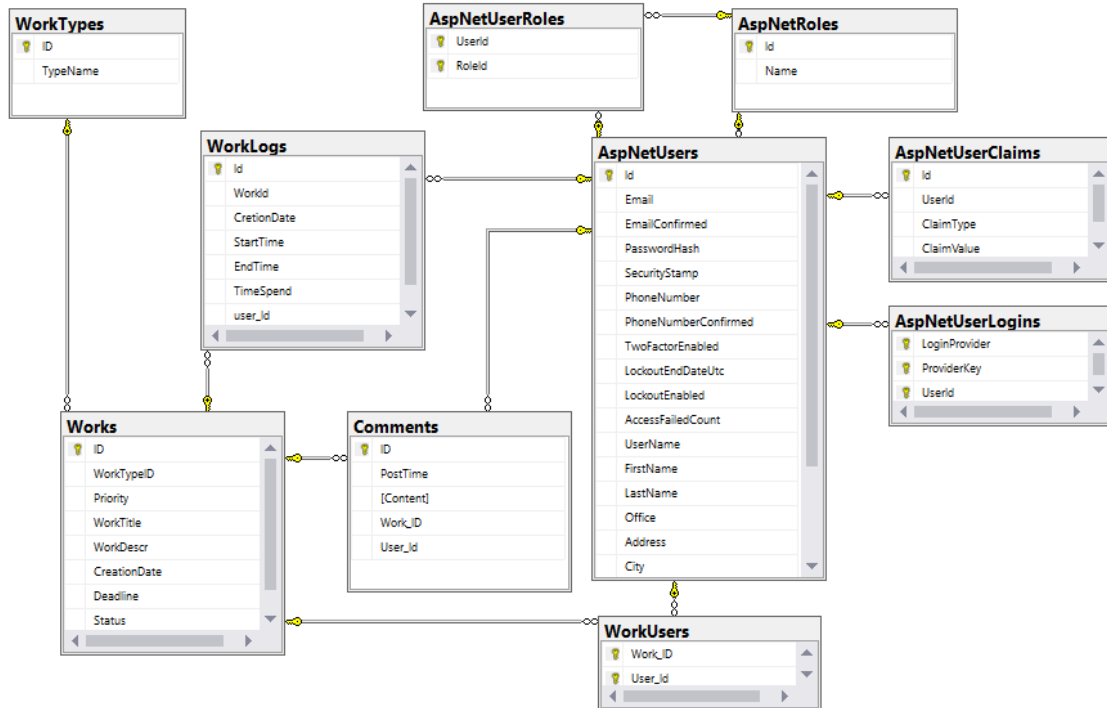 WorkTypes
ID
TypeName
AspNetUserRoles
UserId
RoleId
AspNetRoles
Id
Name
WorkLogs
Id
WorkId
CretionDate
StartTime
EndTime
TimeSpend
user_Id
AspNetUsers
Id
Email
EmailConfirmed
PasswordHash
SecurityStamp
PhoneNumber
PhoneNumberConfirmed
TwoFactorEnabled
LockoutEndDateUtc
LockoutEnabled
AccessFailedCount
UserName
FirstName
LastName
Office
Address
City
AspNetUserClaims
Id
UserId
ClaimType
ClaimValue
AspNetUserLogins
LoginProvider
ProviderKey
UserId
Works
ID
WorkTypeID
Priority
WorkTitle
WorkDescr
CreationDate
Deadline
Status
Comments
ID
PostTime
[Content]
Work_ID
User_Id
WorkUsers
Work_ID
User_Id